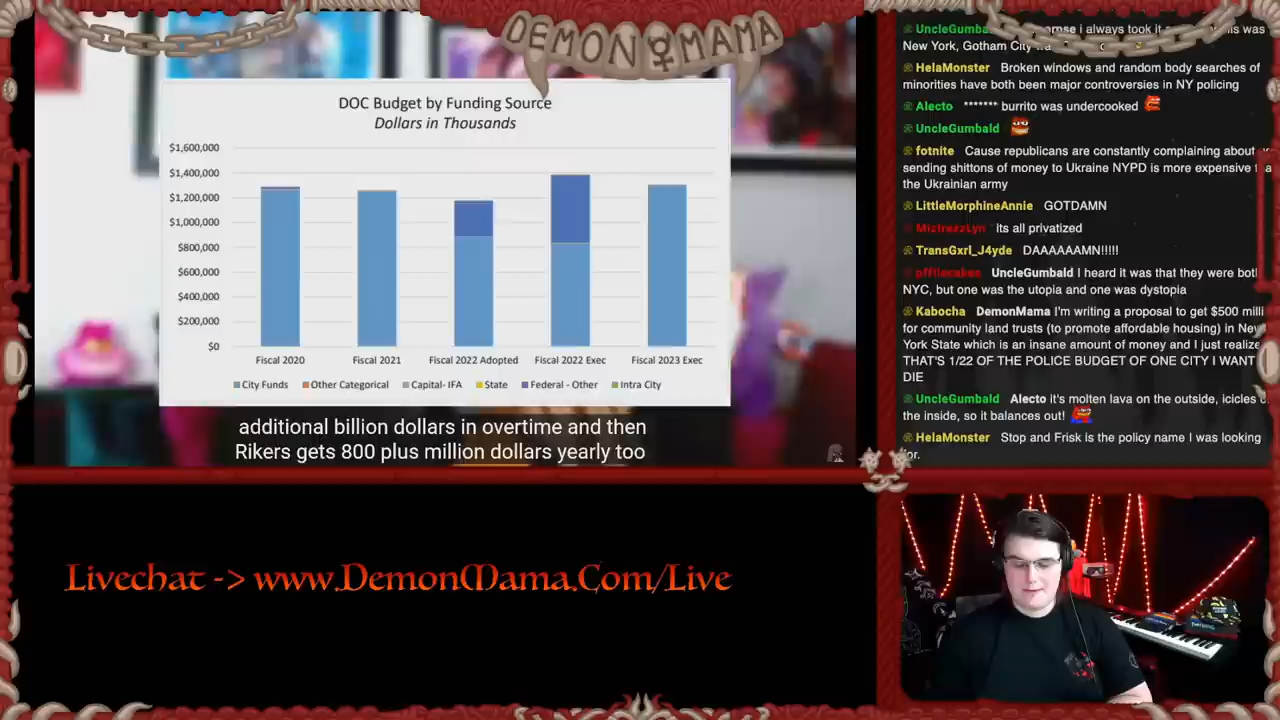 DEMON MAMA
DOC Budget by Funding Source
Dollars in Thousands
$1,600,000
$1,400,000
$1,200,000
$1,000,000
$800,000
$600,000
$400,000
$200,000
$0
Fiscal 2020 Fiscal 2021 Fiscal 2022 Adopted Fiscal 2022 Exec Fiscal 2023 Exec
City Funds Other Categorical Capital- IFA State Federal - Other Intra City
additional billion dollars in overtime and then
Rikers gets 800 plus million dollars yearly too
i always took it was
New York, Gotham City
HelaMonster Broken windows and random body searches of
minorities have both been major controversies in NY policing
Alecto ******* burrito was undercooked
UncleGumbald
fotnite Cause republicans are constantly complaining about
sending shittons of money to Ukraine NYPD is more expensive
the Ukrainian army
LittleMorphineAnnie GOTDAMN
MiztrezzLyn its all privatized
TransGxrl_J4yde DAAAAAMN!!!!!
UncleGumbald I heard it was that they were both
NYC, but one was the utopia and one was dystopia
Kabocha DemonMama I'm writing a proposal to get $500 milli
for community land trusts (to promote affordable housing) in New
York State which is an insane amount of money and I just realize
THAT'S 1/22 OF THE POLICE BUDGET OF ONE CITY I WANT
DIE
UncleGumbald Alecto it's molten lava on the outside, icicles
the inside, so it balances out!
HelaMonster Stop and Frisk is the policy name I was looking
for.
Livechat -> www.DemonMama.Com/Live